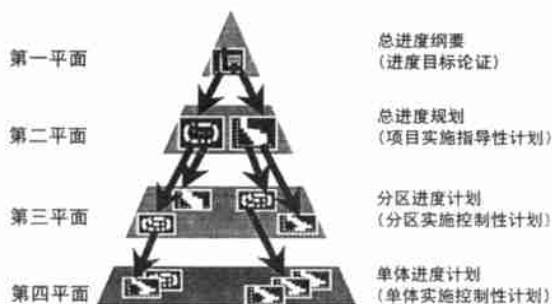 第一平面
总进度纲要
(进度目标论证)
第二平面
总进度规划
(项目实施指导性计划)
第三平面
分区进度计划
(分区实施控制性计划)
第四平面
单体进度计划
(单体实施控制性计划)